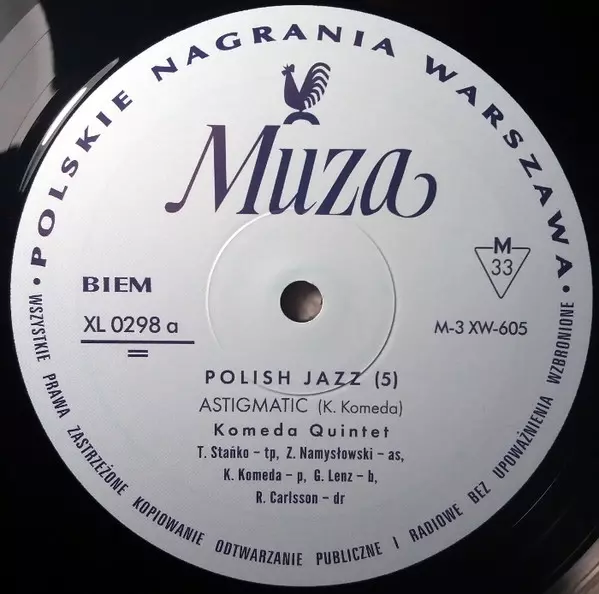 • POLSKIE NAGRANIA WARSZAWA •
Muza
BIEM
M
33
XL 0298 a
M-3 XW-605
POLISH JAZZ (5)
ASTIGMATIC (K. Komeda)
Komeda Quintet
T. Stańko – tp, Z. Namysłowski – as,
K. Komeda – p, G. Lenz – b,
R. Carlsson – dr
WSZYSTKIE PRAWA ZASTRZEŻONE KOPIOWANIE ODTWARZANIE PUBLICZNE I RADIOWE BEZ UPOWAŻNIENIA WZBRONIONE